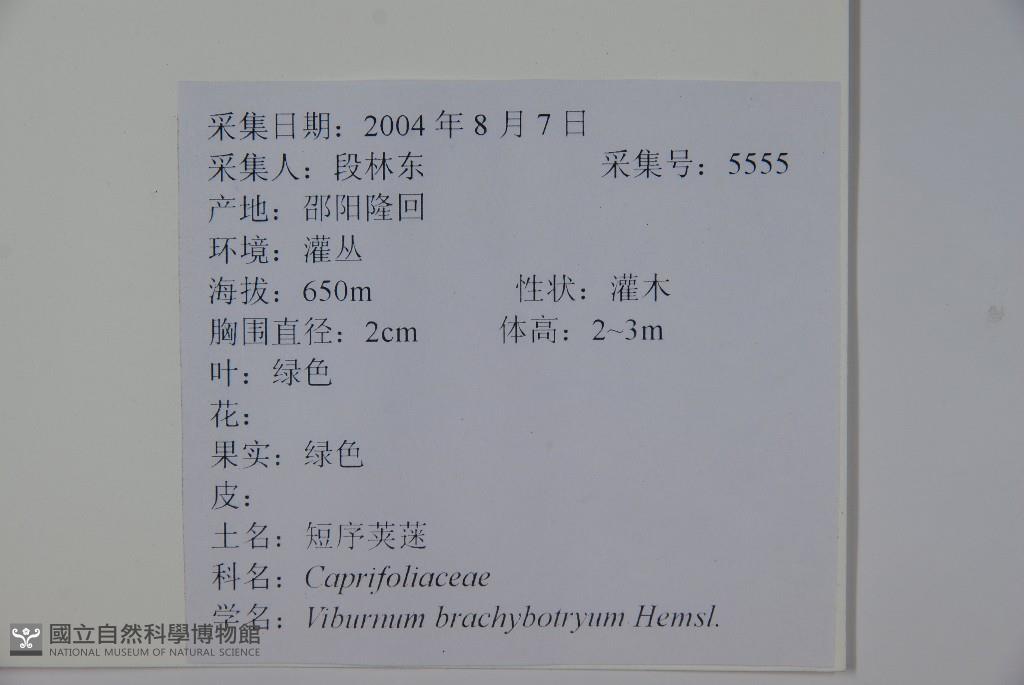 采集日期：2004 年 8 月 7 日
采集人：段林东 采集号：5555
产地：邵阳隆回
环境：灌丛
海拔：650m 性状：灌木
胸围直径：2cm 体高：2~3m
叶：绿色
花：
果实：绿色
皮：
土名：短序荚蒾
科名：Caprifoliaceae
学名：Viburnum brachybotryum Hemsl.
國立自然科學博物館
NATIONAL MUSEUM OF NATURAL SCIENCE